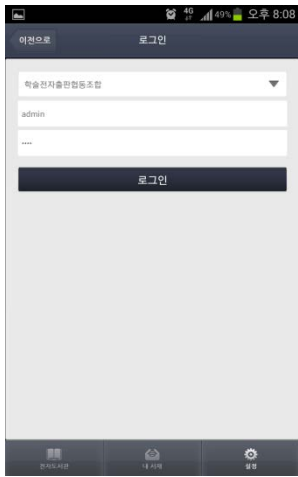 4G 49% 오후 8:08
이전으로 로그인
학술전자출판협동조합
admin
....
로그인
전자도서관 내 서재 설정